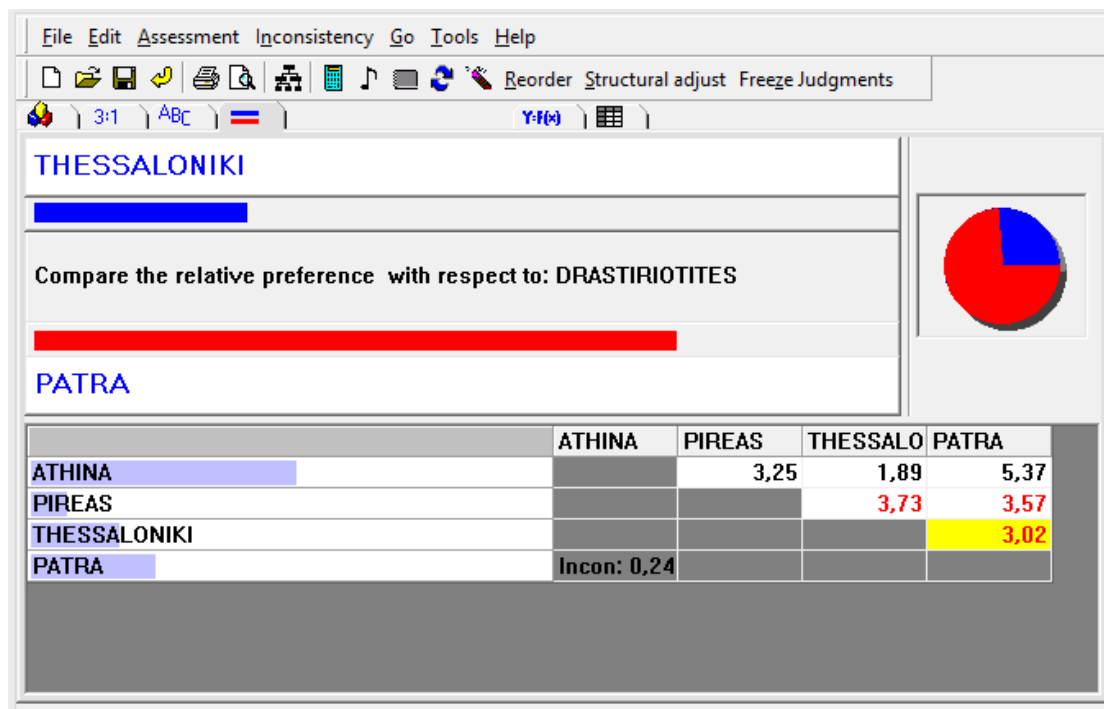 File Edit Assessment Inconsistency Go Tools Help
Reorder Structural adjust Freeze Judgments
3:1 ABC Y=F(x)
THESSALONIKI
Compare the relative preference with respect to: DRASTIRIOTITES
PATRA
ATHINA PIREAS THESSALO PATRA
ATHINA 3,25 1,89 5,37
PIREAS 3,73 3,57
THESSALONIKI 3,02
PATRA Incon: 0,24